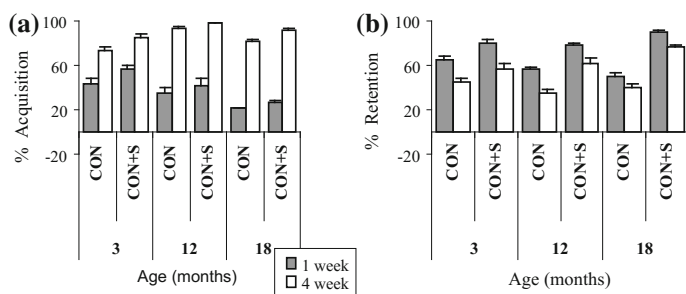 (a)
% Acquisition
100
60
20
-20
CON
CON+S
CON
CON+S
CON
CON+S
3 12 18
Age (months)
1 week
4 week
(b)
% Retention
100
60
20
-20
CON
CON+S
CON
CON+S
CON
CON+S
3 12 18
Age (months)